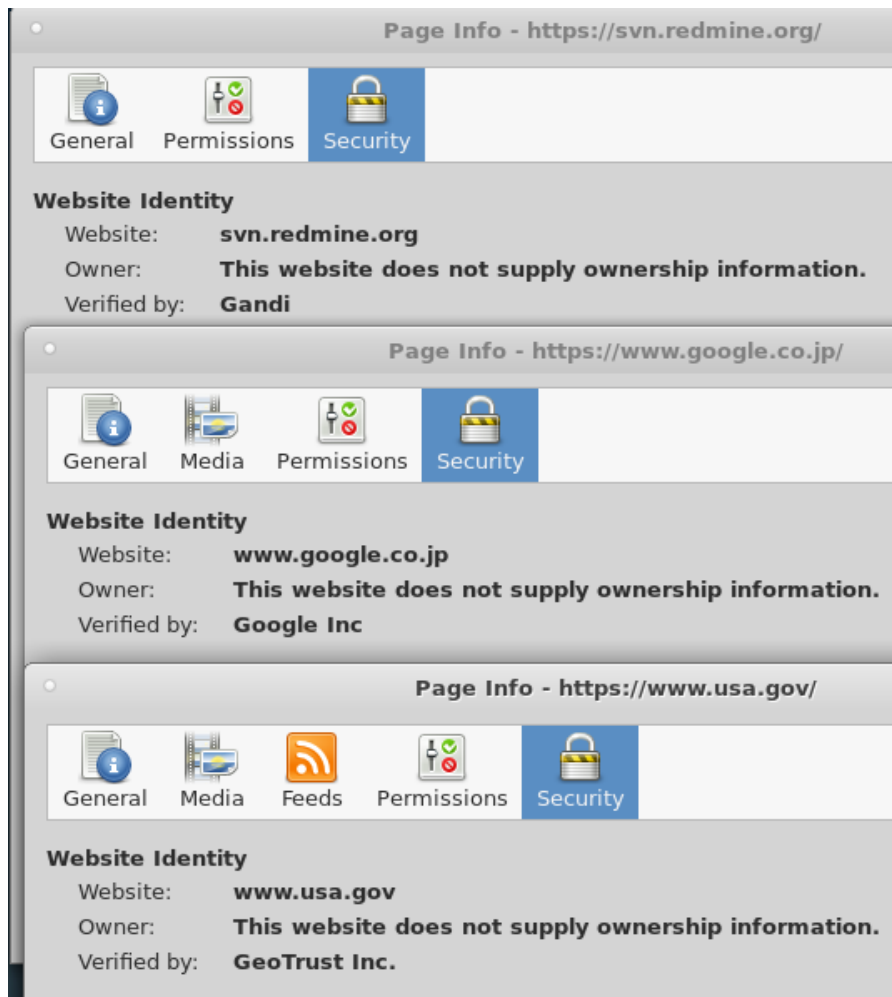 Page Info - https://svn.redmine.org/
General Permissions Security
Website Identity
Website: svn.redmine.org
Owner: This website does not supply ownership information.
Verified by: Gandi
Page Info - https://www.google.co.jp/
General Media Permissions Security
Website Identity
Website: www.google.co.jp
Owner: This website does not supply ownership information.
Verified by: Google Inc
Page Info - https://www.usa.gov/
General Media Feeds Permissions Security
Website Identity
Website: www.usa.gov
Owner: This website does not supply ownership information.
Verified by: GeoTrust Inc.